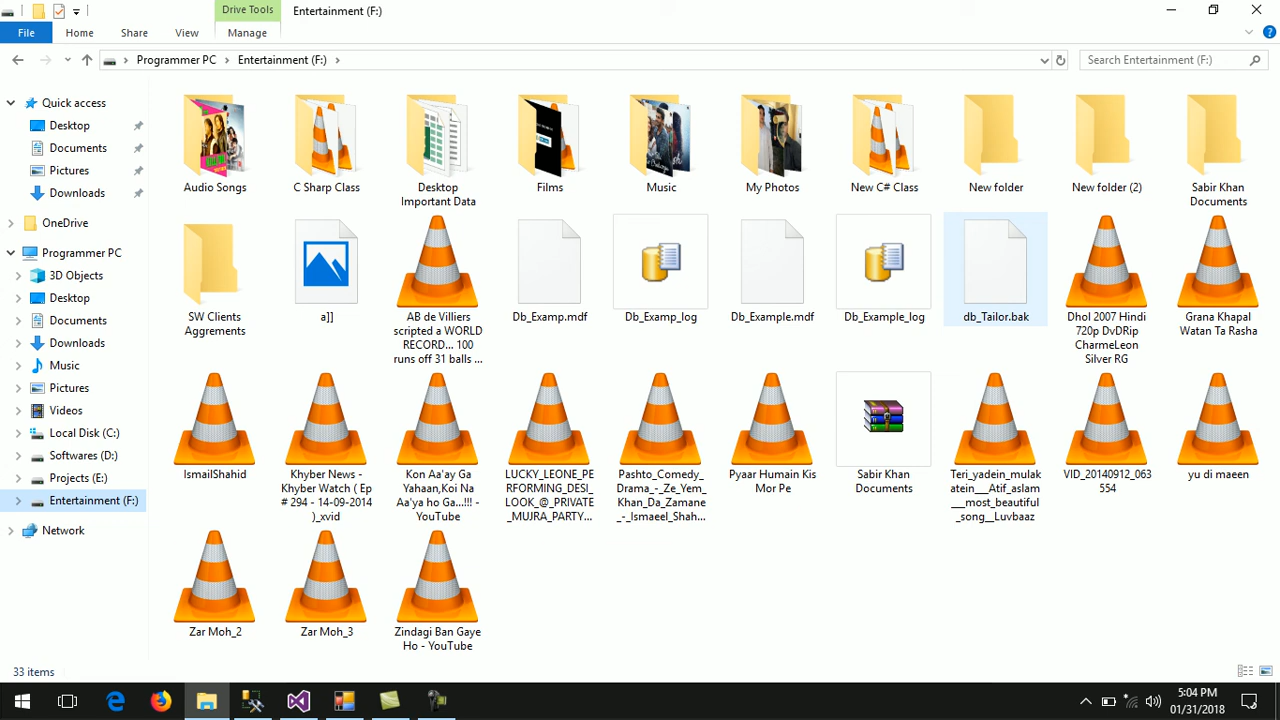 Drive Tools
Entertainment (F:)
File
Home
Share
View
Manage
Programmer PC
Entertainment (F:)
Search Entertainment (F:)
Quick access
Desktop
Documents
Pictures
Downloads
OneDrive
Programmer PC
3D Objects
Desktop
Documents
Downloads
Music
Pictures
Videos
Local Disk (C:)
Softwares (D:)
Projects (E:)
Entertainment (F:)
Network
Audio Songs
C Sharp Class
Desktop
Important Data
Films
Music
My Photos
New C# Class
New folder
New folder (2)
Sabir Khan
Documents
SW Clients
Aggrements
a]]
AB de Villiers
scripted a WORLD
RECORD... 100
runs off 31 balls ...
Db_Examp.mdf
Db_Examp_log
Db_Example.mdf
Db_Example_log
db_Tailor.bak
Dhol 2007 Hindi
720p DvDRip
CharmeLeon
Silver RG
Grana Khapal
Watan Ta Rasha
IsmailShahid
Khyber News -
Khyber Watch ( Ep
# 294 - 14-09-2014
)_xvid
Kon Aa'ay Ga
Yahaan,Koi Na
Aa'ya ho Ga...!!! -
YouTube
LUCKY_LEONE_PE
RFORMING_DESI_
LOOK_@_PRIVATE
_MUJRA_PARTY_...
Pashto_Comedy_
Drama_-_Ze_Yem_
Khan_Da_Zamane
_-_Ismaeel_Shah...
Pyaar Humain Kis
Mor Pe
Sabir Khan
Documents
Teri_yadein_mulak
atein___Atif_aslam
___most_beautiful
_song__Luvbaaz
VID_20140912_063
554
yu di maeen
Zar Moh_2
Zar Moh_3
Zindagi Ban Gaye
Ho - YouTube
33 items
5:04 PM
01/31/2018